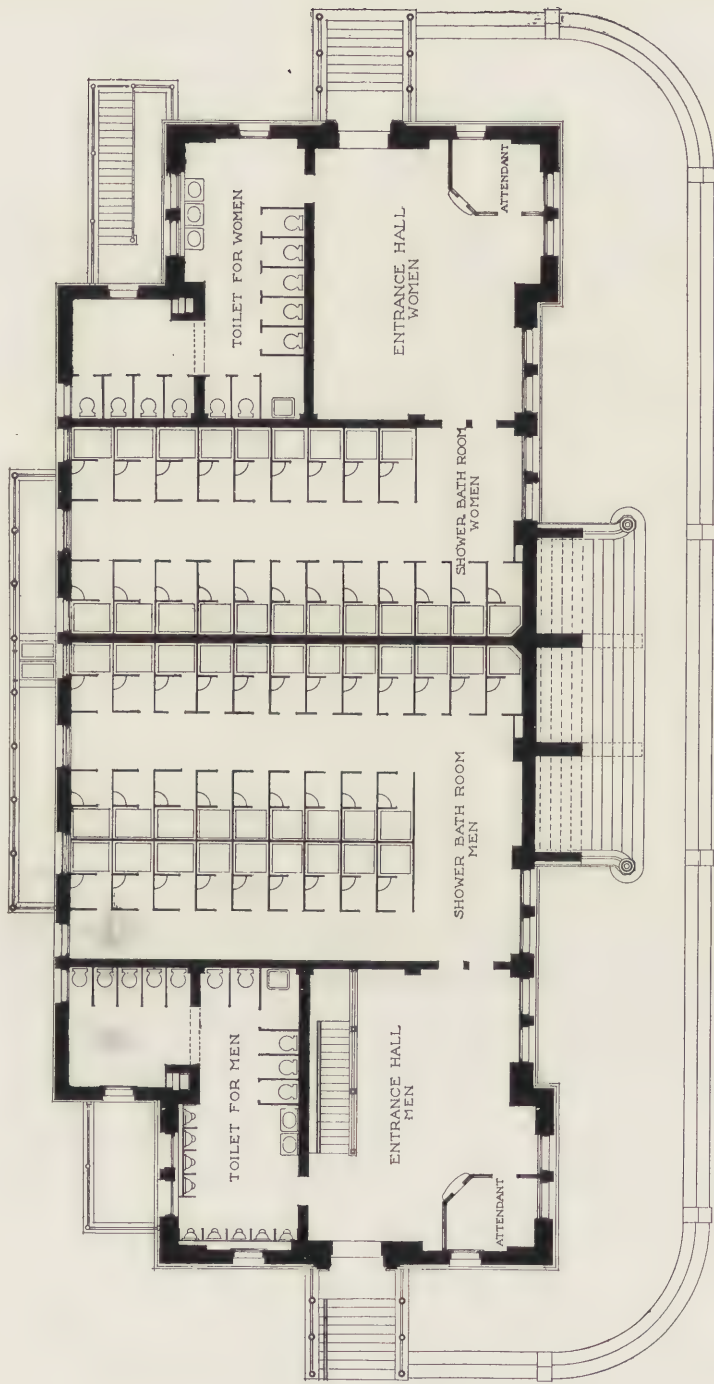 TOILET FOR WOMEN
ENTRANCE HALL
WOMEN
ATTENDANT
SHOWER BATH ROOM
WOMEN
SHOWER BATH ROOM
MEN
TOILET FOR MEN
ENTRANCE HALL
MEN
ATTENDANT